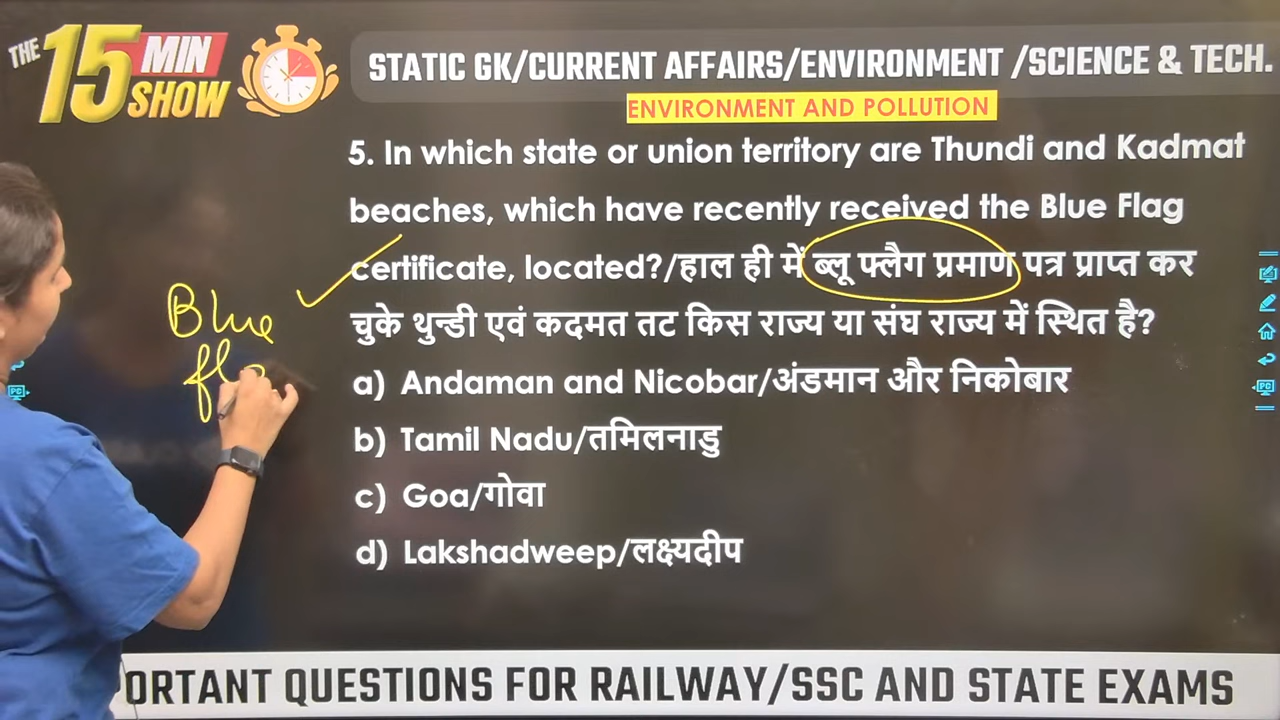 THE 15 MIN SHOW
STATIC GK/CURRENT AFFAIRS/ENVIRONMENT /SCIENCE & TECH.
ENVIRONMENT AND POLLUTION
5. In which state or union territory are Thundi and Kadmat
beaches, which have recently received the Blue Flag
certificate, located?/हाल ही में ब्लू फ्लैग प्रमाण पत्र प्राप्त कर
चुके थुन्डी एवं कदमत तट किस राज्य या संघ राज्य में स्थित है?
Blue
fl
a) Andaman and Nicobar/अंडमान और निकोबार
b) Tamil Nadu/तमिलनाडु
c) Goa/गोवा
d) Lakshadweep/लक्ष्यदीप
PC
PC
ORTANT QUESTIONS FOR RAILWAY/SSC AND STATE EXAMS